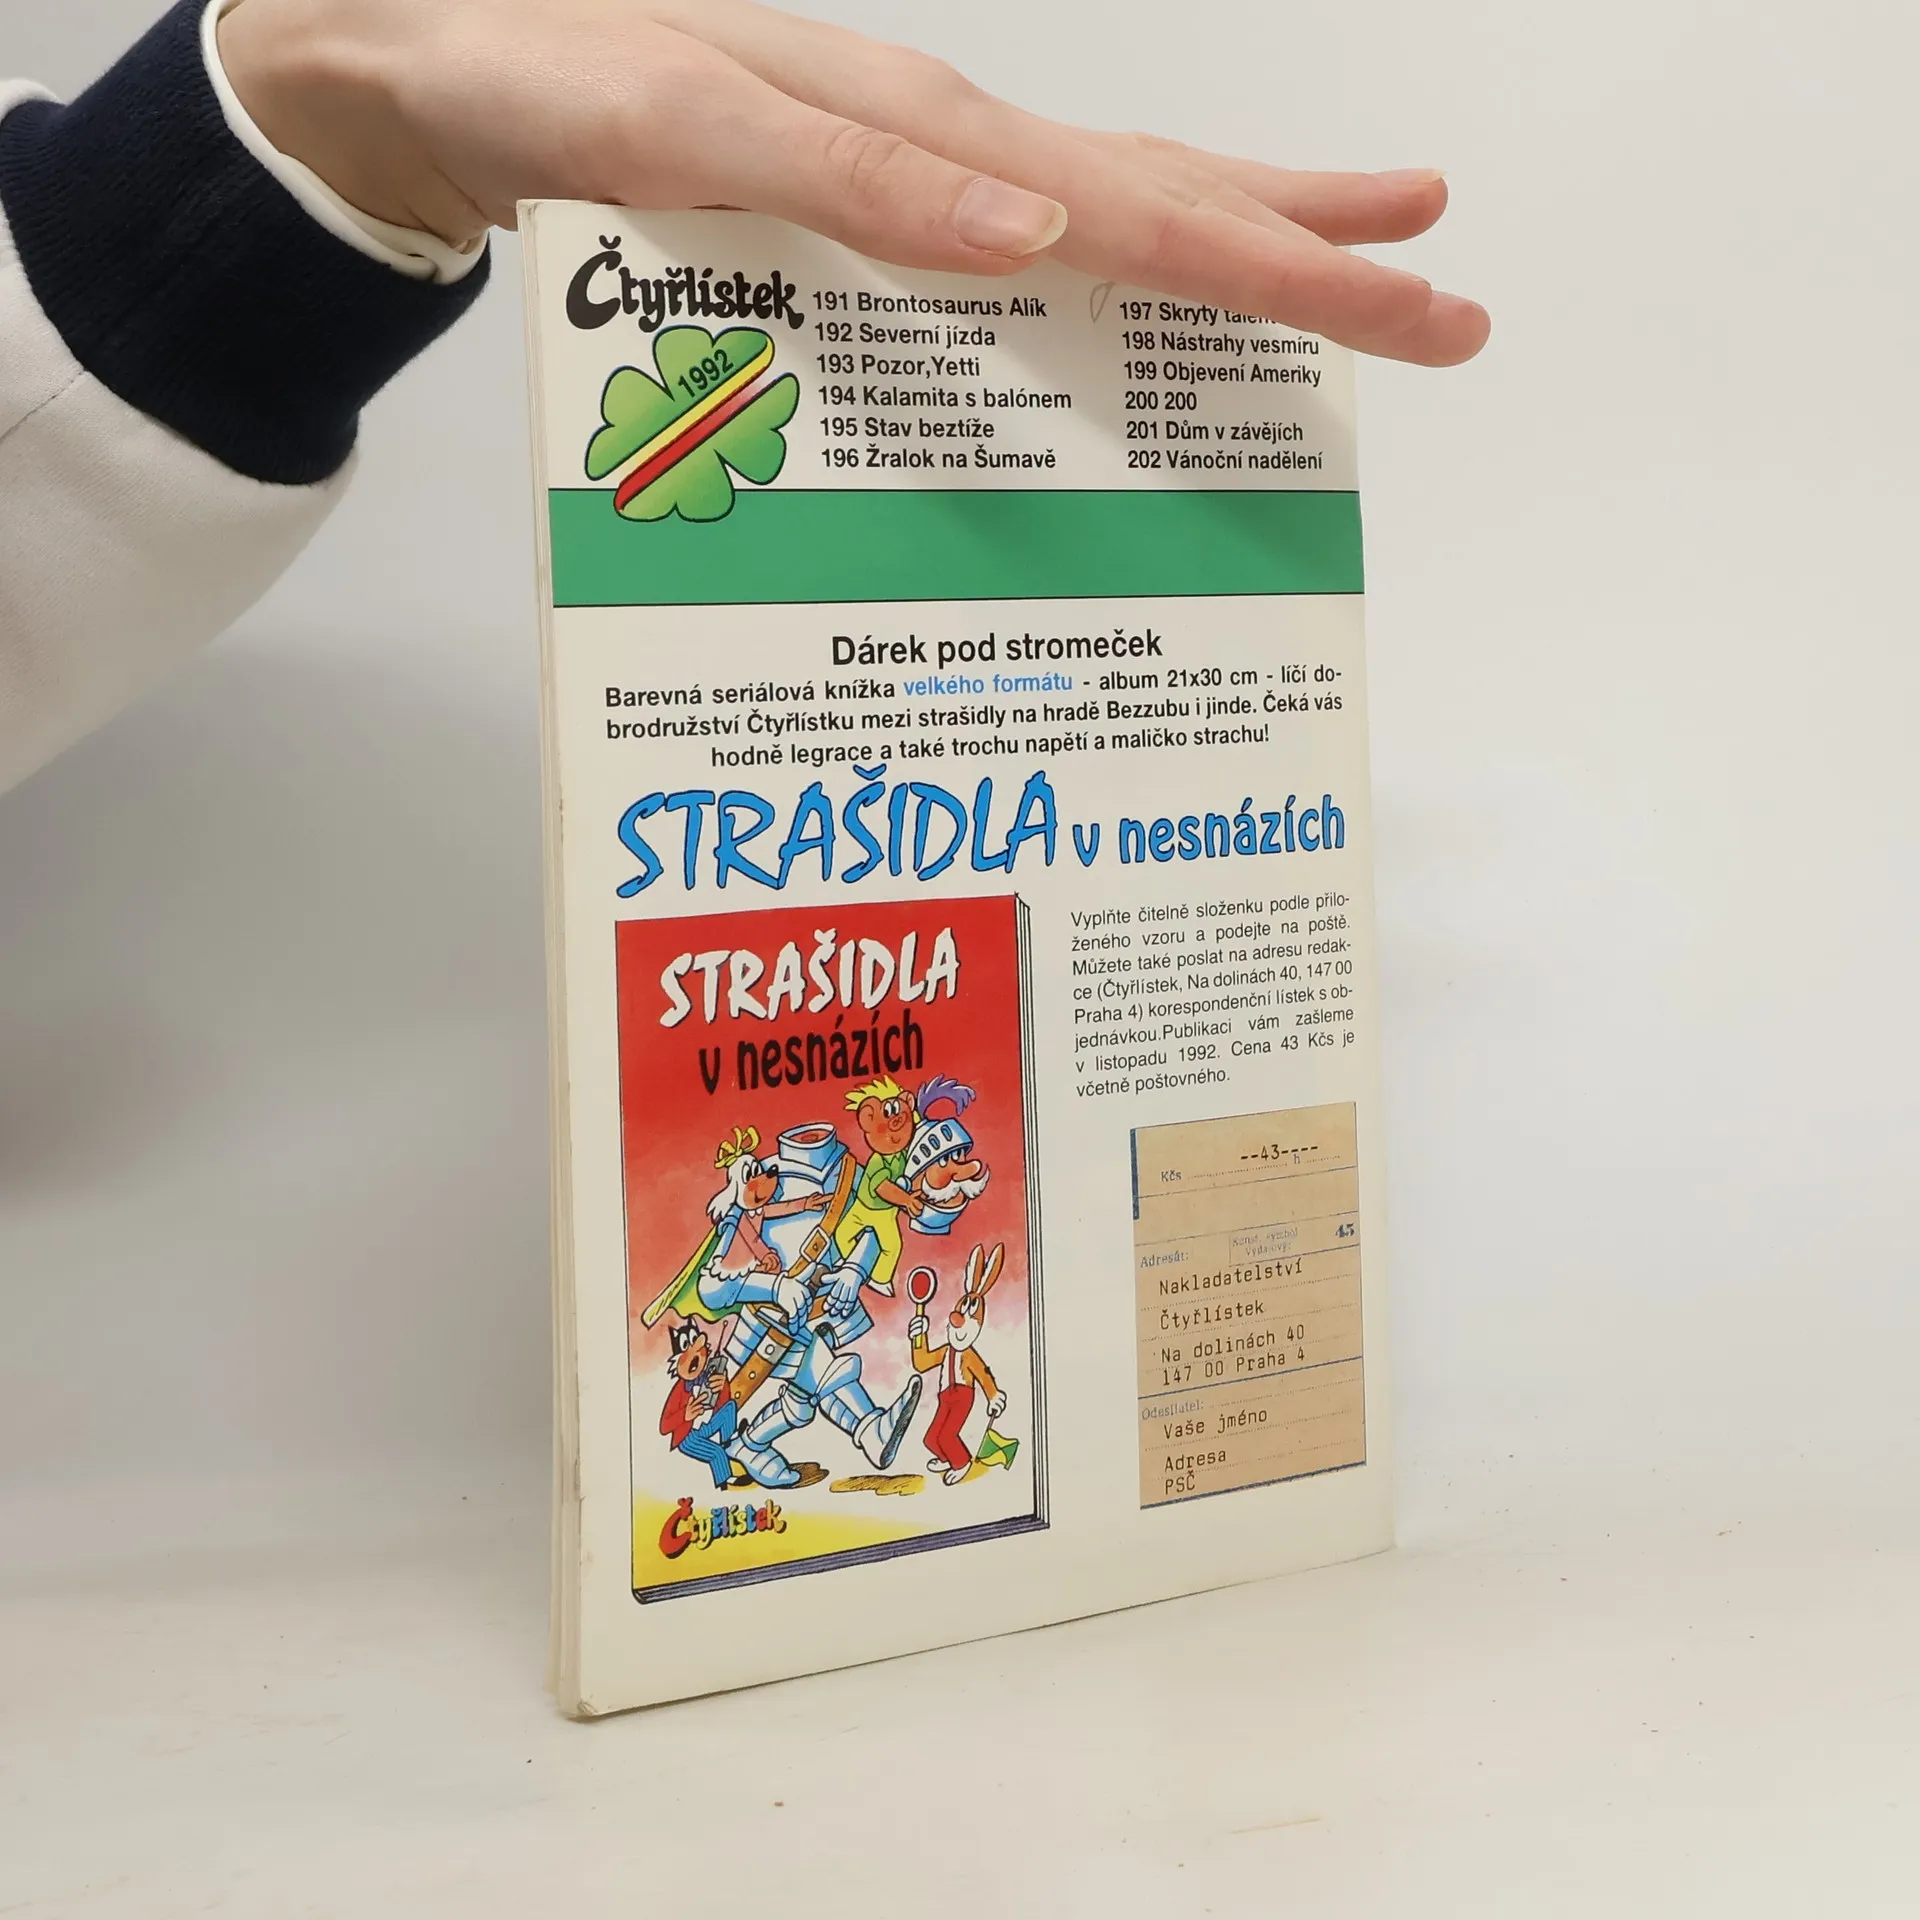 Čtyřlístek
1992
191 Brontosaurus Alík
192 Severní jízda
193 Pozor,Yetti
194 Kalamita s balónem
195 Stav beztíže
196 Žralok na Šumavě
197 Skrytý
198 Nástrahy vesmíru
199 Objevení Ameriky
200 200
201 Dům v závějích
202 Vánoční nadělení
Dárek pod stromeček
Barevná seriálová knížka velkého formátu - album 21x30 cm - líčí do-
brodružství Čtyřlístku mezi strašidly na hradě Bezzubu i jinde. Čeká vás
hodně legrace a také trochu napětí a maličko strachu!
STRAŠIDLA v nesnázích
STRAŠIDLA
v nesnázích
Čtyřlístek
Vyplňte čitelně složenku podle přilo-
ženého vzoru a podejte na poště.
Můžete také poslat na adresu redak-
ce (Čtyřlístek, Na dolinách 40, 147 00
Praha 4) korespondenční lístek s ob-
jednávkou.Publikaci vám zašleme
v listopadu 1992. Cena 43 Kčs je
včetně poštovného.
Kčs --43---- h
Adresát:
45
Nakladatelství
Čtyřlístek
Na dolinách 40
147 00 Praha 4
Odesílatel:
Vaše jméno
Adresa
PSČ